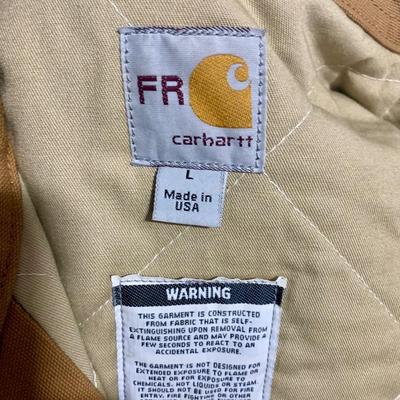 FR
carhartt
L
Made in
USA
WARNING
THIS GARMENT IS CONSTRUCTED
FROM FABRIC THAT IS SELF-
EXTINGUISHING UPON REMOVAL FROM
A FLAME SOURCE AND MAY PROVIDE A
FEW SECONDS TO REACT TO AN
ACCIDENTAL EXPOSURE.
THE GARMENT IS NOT DESIGNED FOR
EXTENDED EXPOSURE TO FLAME OR
HEAT OR FOR EXPOSURE TO
CHEMICALS, HOT LIQUIDS OR STEAM.
IT SHOULD NOT BE USED FOR FIRE
ENTRY, FIRE FIGHTING OR OTHER